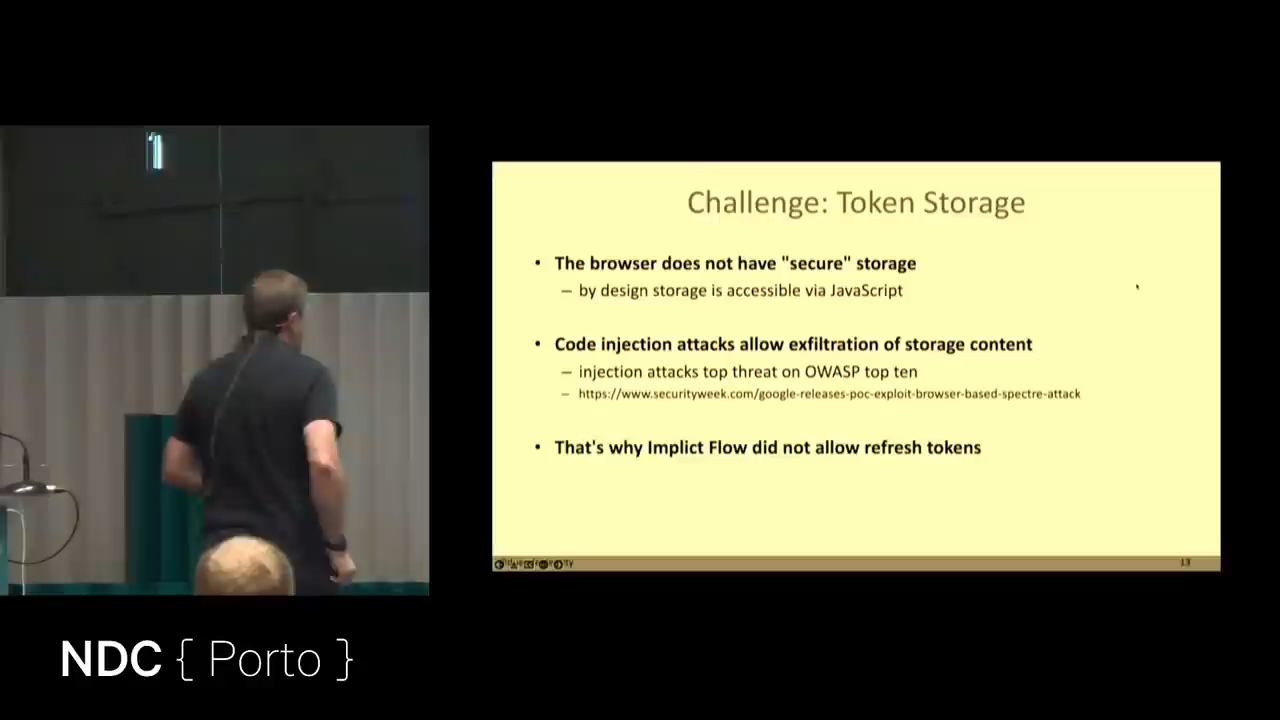 Challenge: Token Storage
• The browser does not have "secure" storage
– by design storage is accessible via JavaScript
• Code injection attacks allow exfiltration of storage content
– injection attacks top threat on OWASP top ten
– https://www.securityweek.com/google-releases-poc-exploit-browser-based-spectre-attack
• That's why Implict Flow did not allow refresh tokens
13
NDC { Porto }